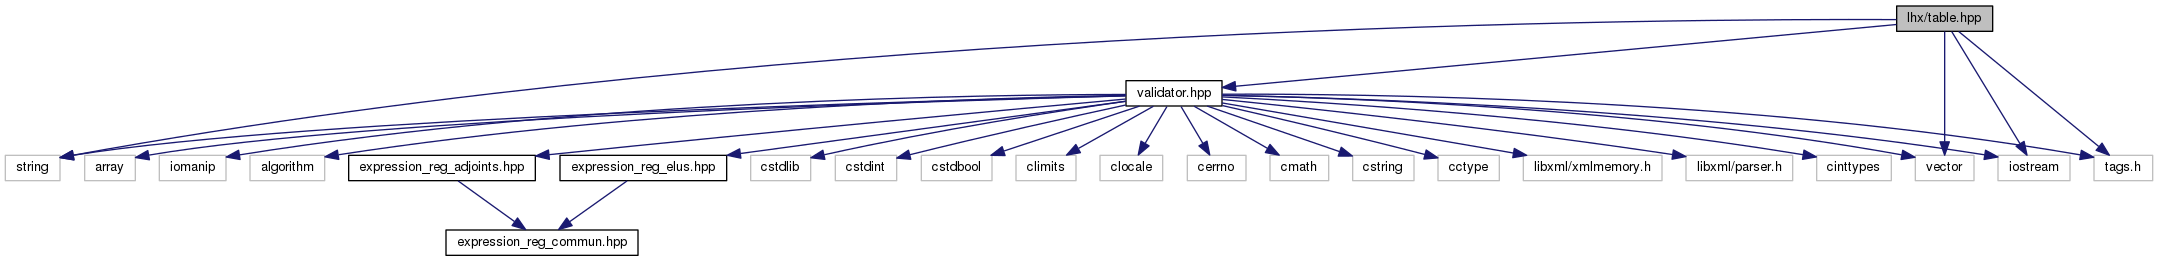 lhx/table.hpp
validator.hpp
string
array
iomanip
algorithm
expression_reg_adjoints.hpp
expression_reg_elus.hpp
cstdlib
cstdint
cstdbool
climits
clocale
cerrno
cmath
cstring
cctype
libxml/xmlmemory.h
libxml/parser.h
cinttypes
vector
iostream
tags.h
expression_reg_commun.hpp